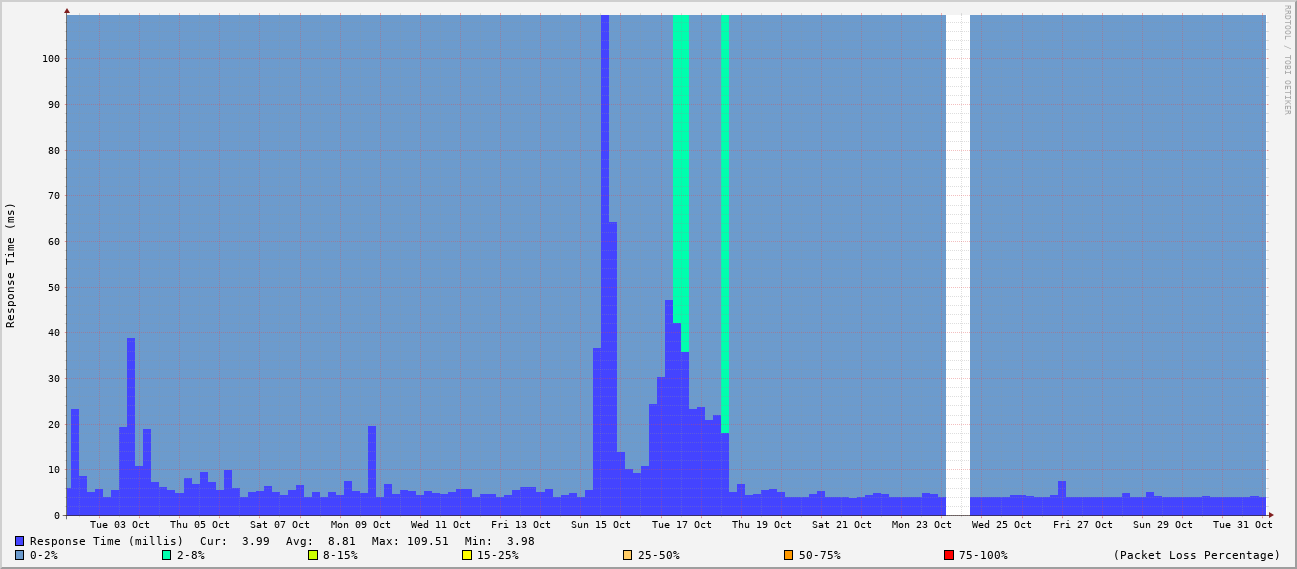 RRDTOOL / TOBI OETIKER
Response Time (ms)
100
90
80
70
60
50
40
30
20
10
0
Tue 03 Oct Thu 05 Oct Sat 07 Oct Mon 09 Oct Wed 11 Oct Fri 13 Oct Sun 15 Oct Tue 17 Oct Thu 19 Oct Sat 21 Oct Mon 23 Oct Wed 25 Oct Fri 27 Oct Sun 29 Oct Tue 31 Oct
Response Time (millis) Cur: 3.99 Avg: 8.81 Max: 109.51 Min: 3.98
0-2% 2-8% 8-15% 15-25% 25-50% 50-75% 75-100% (Packet Loss Percentage)